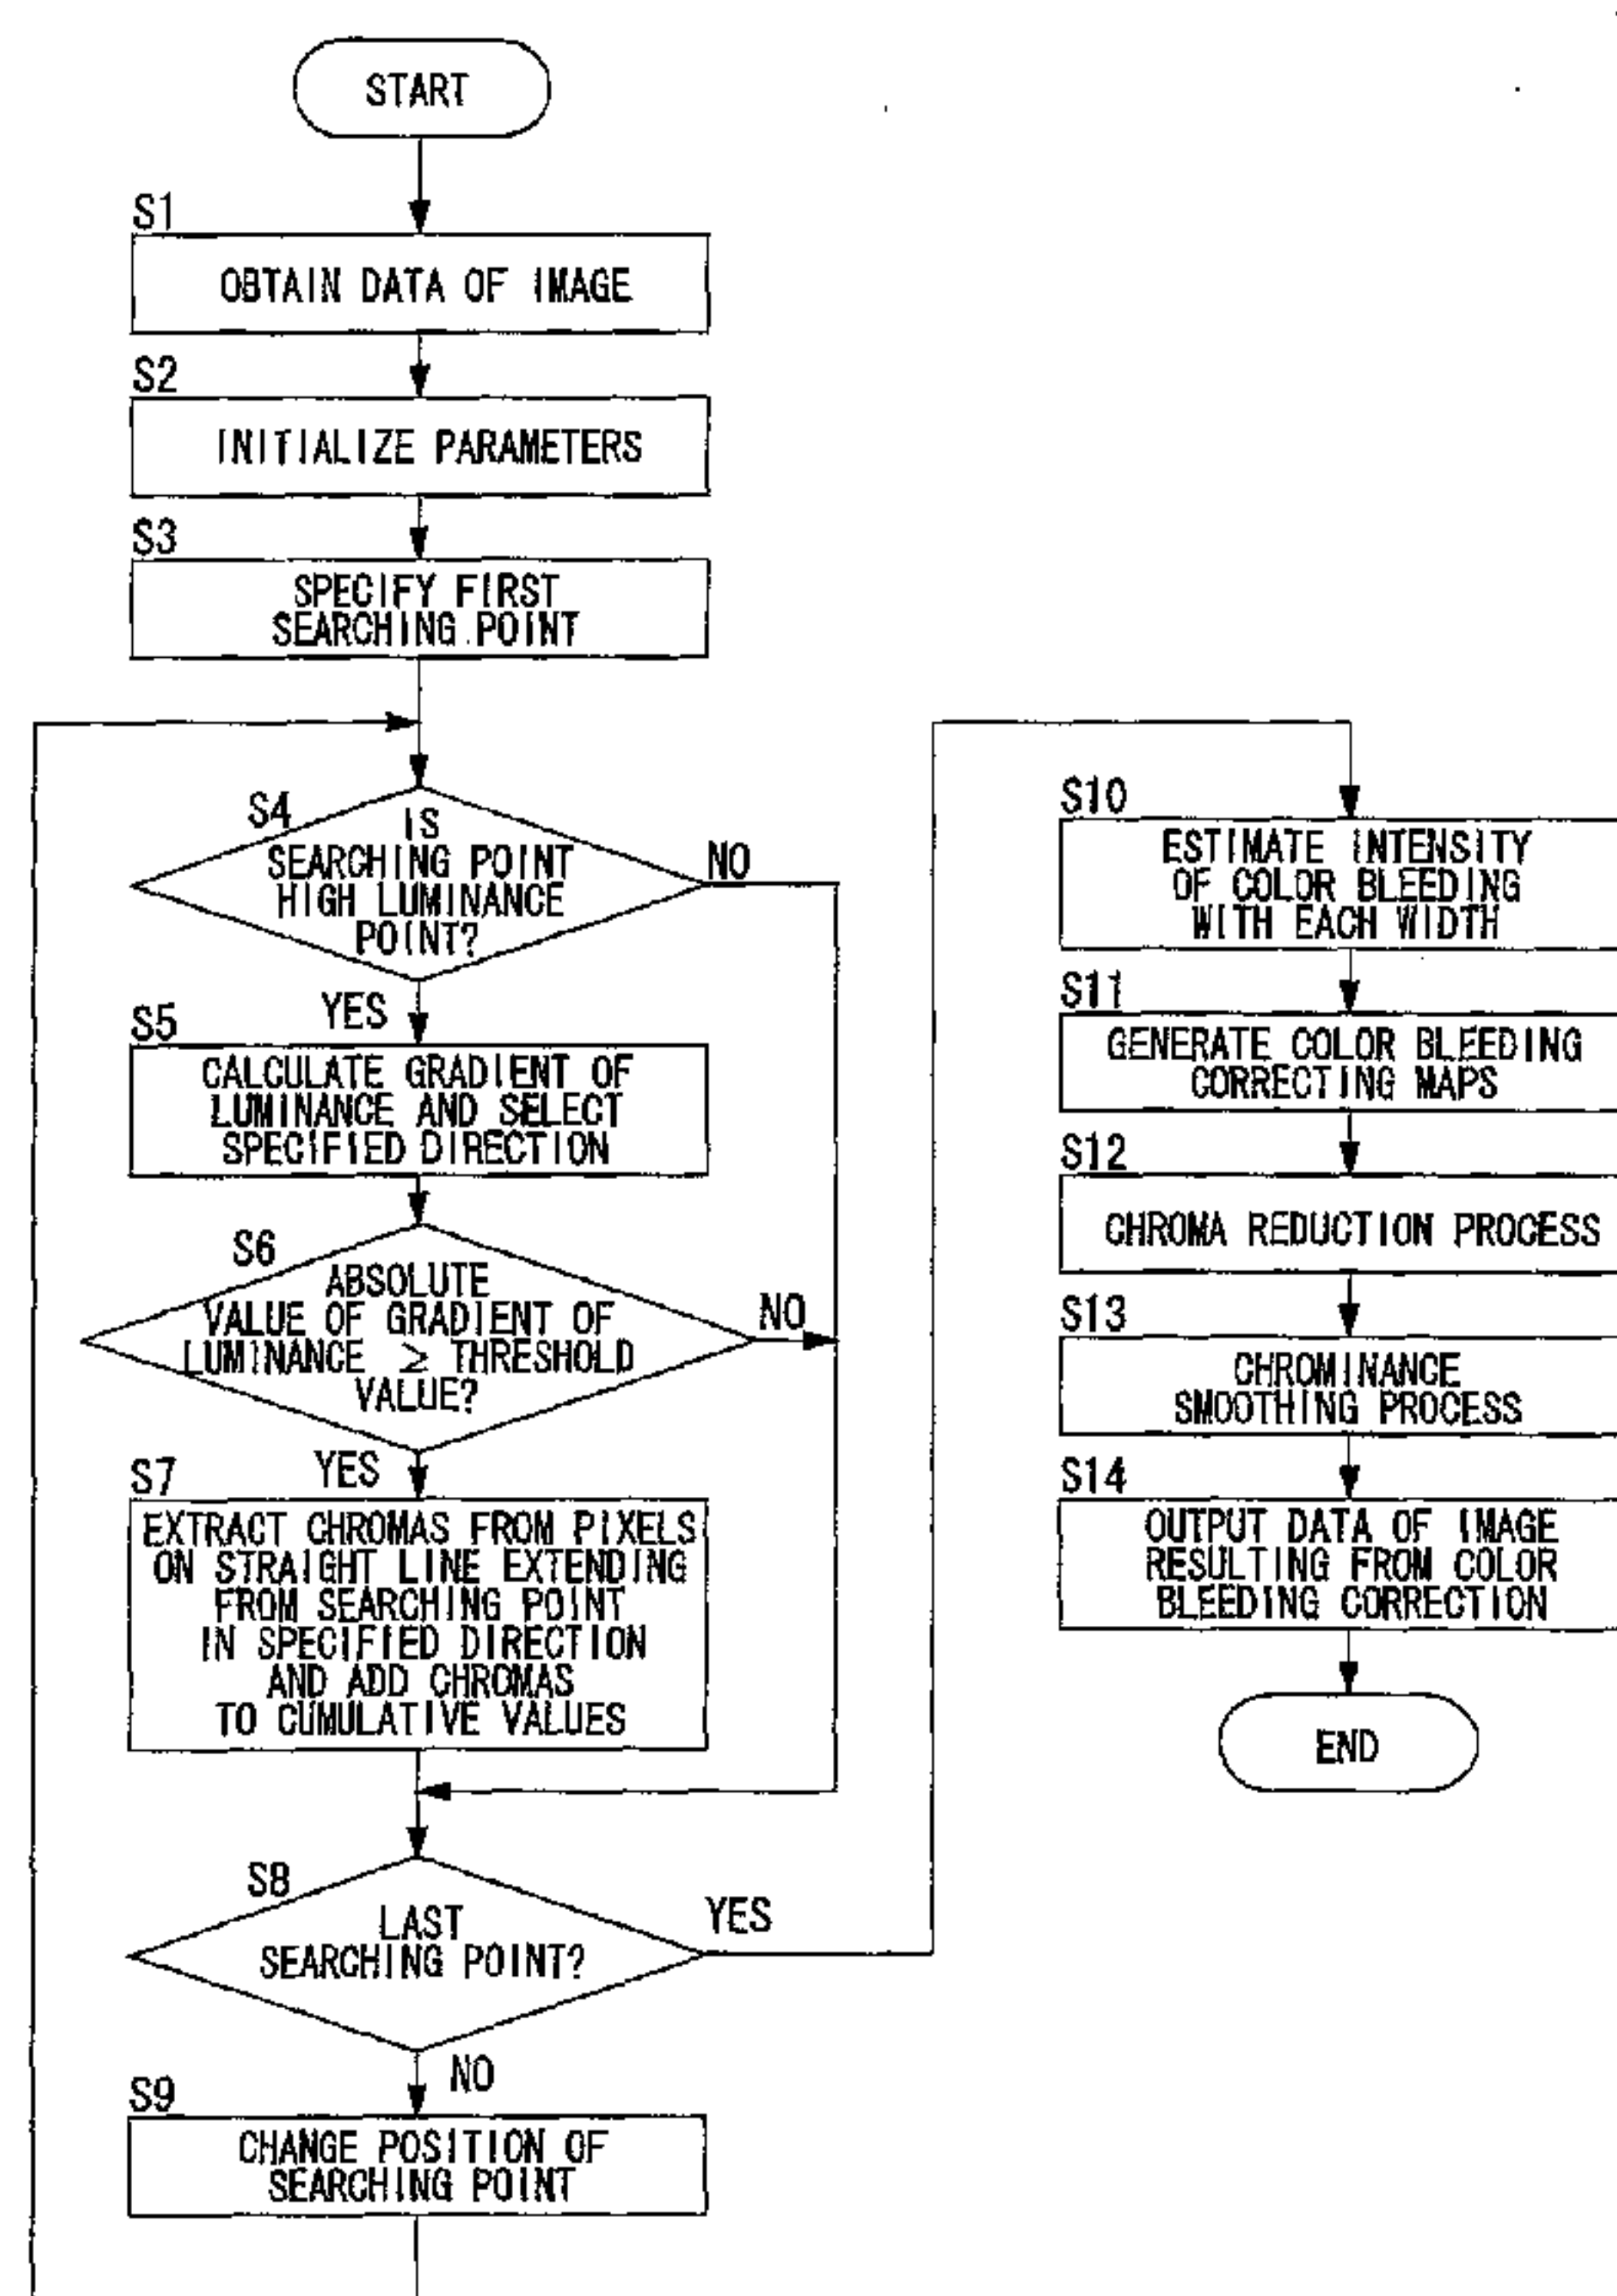 START
S1
OBTAIN DATA OF IMAGE
S2
INITIALIZE PARAMETERS
S3
SPECIFY FIRST
SEARCHING POINT
S4
IS
SEARCHING POINT
HIGH LUMINANCE
POINT?
NO
YES
S5
CALCULATE GRADIENT OF
LUMINANCE AND SELECT
SPECIFIED DIRECTION
S6
ABSOLUTE
VALUE OF GRADIENT OF
LUMINANCE ≥ THRESHOLD
VALUE?
NO
YES
S7
EXTRACT CHROMAS FROM PIXELS
ON STRAIGHT LINE EXTENDING
FROM SEARCHING POINT
IN SPECIFIED DIRECTION
AND ADD CHROMAS
TO CUMULATIVE VALUES
S8
LAST
SEARCHING POINT?
YES
NO
S9
CHANGE POSITION OF
SEARCHING POINT
S10
ESTIMATE INTENSITY
OF COLOR BLEEDING
WITH EACH WIDTH
S11
GENERATE COLOR BLEEDING
CORRECTING MAPS
S12
CHROMA REDUCTION PROCESS
S13
CHROMINANCE
SMOOTHING PROCESS
S14
OUTPUT DATA OF IMAGE
RESULTING FROM COLOR
BLEEDING CORRECTION
END